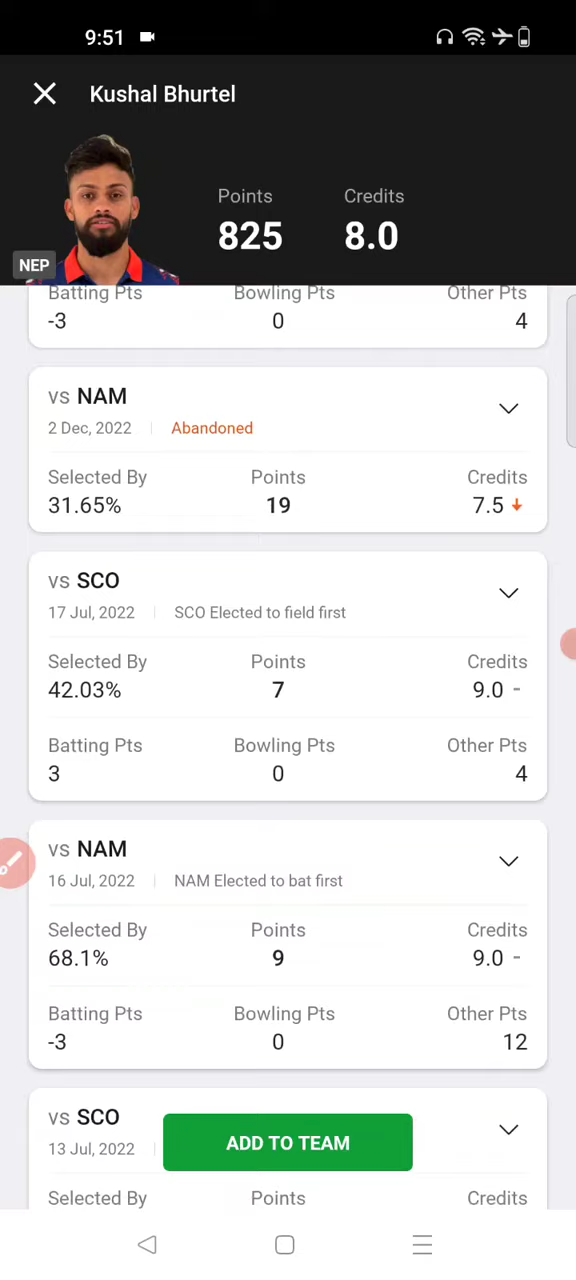 9:51
Kushal Bhurtel
Points Credits
825 8.0
NEP
Batting Pts Bowling Pts Other Pts
-3 0 4
vs NAM
2 Dec, 2022 Abandoned
Selected By Points Credits
31.65% 19 7.5
vs SCO
17 Jul, 2022 SCO Elected to field first
Selected By Points Credits
42.03% 7 9.0 -
Batting Pts Bowling Pts Other Pts
3 0 4
vs NAM
16 Jul, 2022 NAM Elected to bat first
Selected By Points Credits
68.1% 9 9.0 -
Batting Pts Bowling Pts Other Pts
-3 0 12
vs SCO
13 Jul, 2022
ADD TO TEAM
Selected By Points Credits